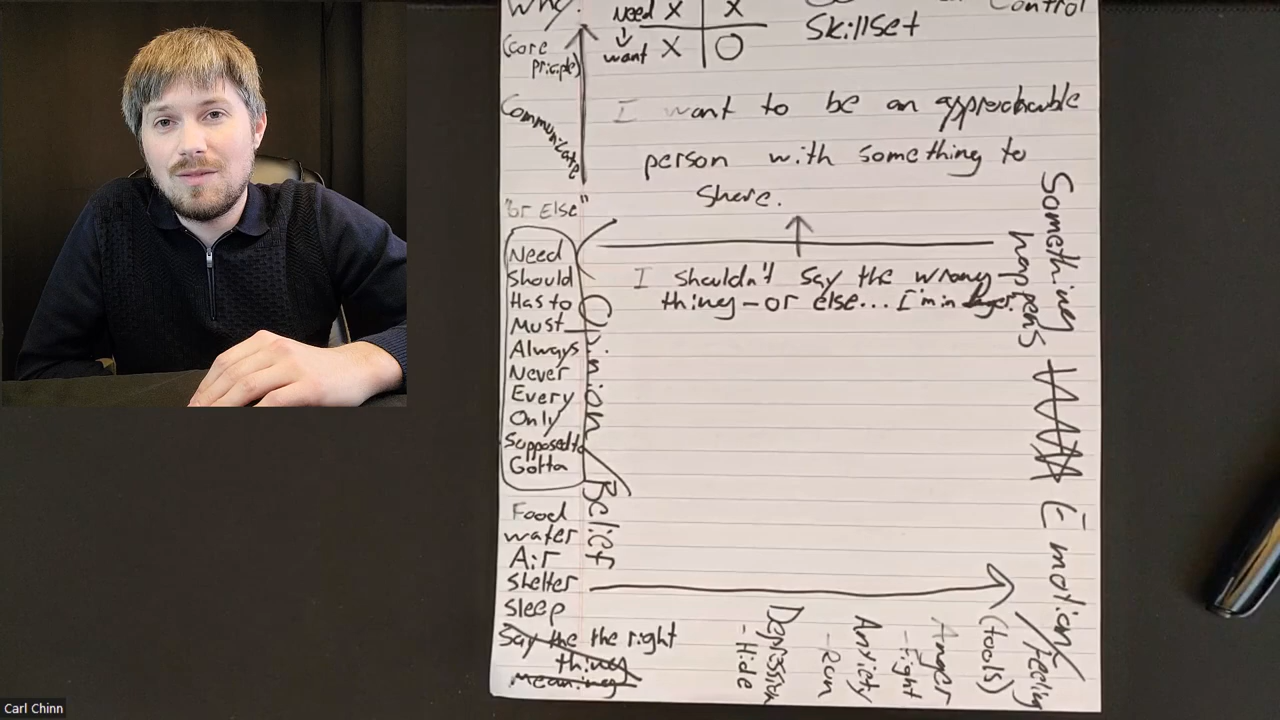 Why?
Need X X
want X O
Control
Skillset
(core
priciple)
Communicate
I want to be an approchable
person with something to
share.
"or Else"
Need
Should
Has to
Must
Always
Never
Every
Only
Supposed to
Gotta
Opinion
Belief
I shouldn't say the wrong
thing - or else... I'm in
Something
happens
Emotion/Feeling
(tools)
Anger
- Fight
Anxiety
- Run
Depression
- Hide
Food
water
Air
Shelter
Sleep
Say the the right
thing
meaning
Carl Chinn